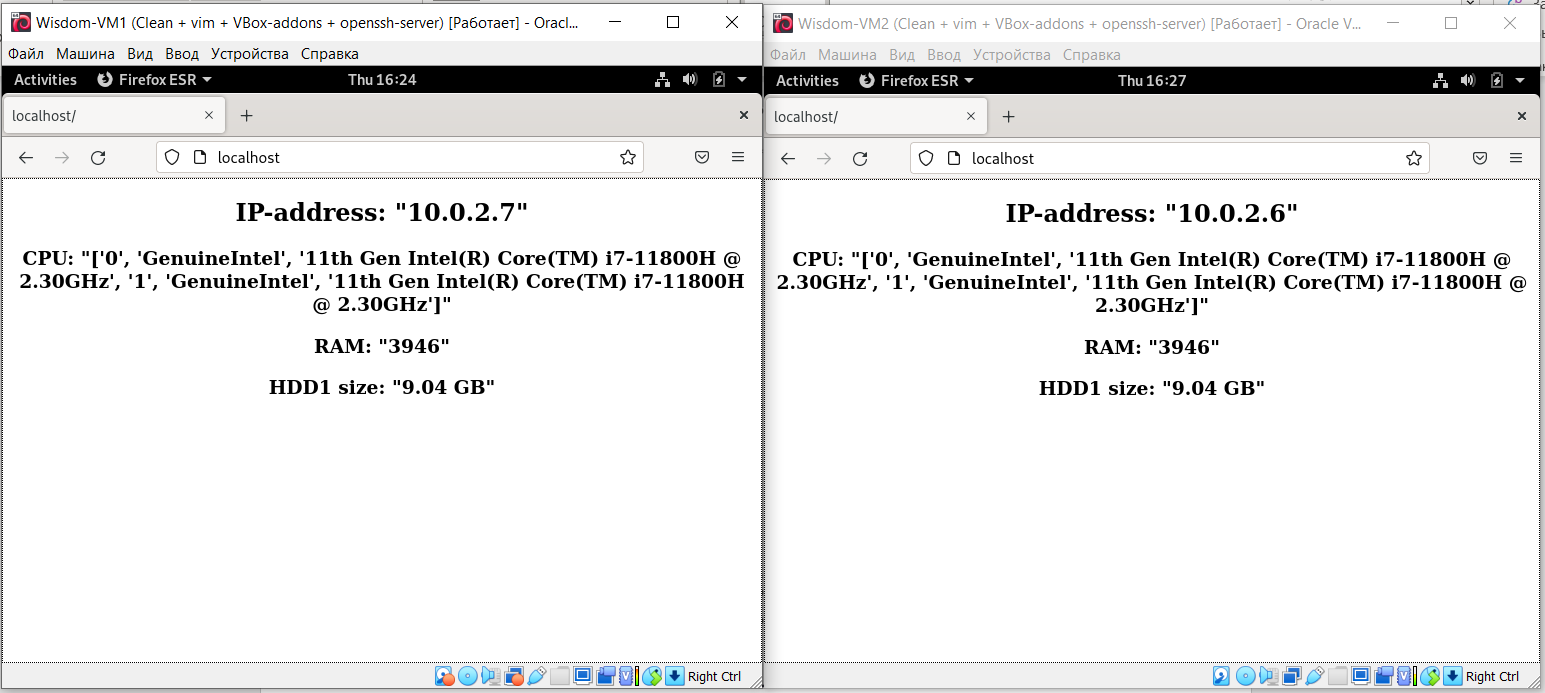 Wisdom-VM1 (Clean + vim + VBox-addons + openssh-server) [Работает] - Oracl...
Файл Машина Вид Ввод Устройства Справка
Activities Firefox ESR Thu 16:24
localhost/
localhost
IP-address: "10.0.2.7"
CPU: "['0', 'GenuineIntel', '11th Gen Intel(R) Core(TM) i7-11800H @
2.30GHz', '1', 'GenuineIntel', '11th Gen Intel(R) Core(TM) i7-11800H
@ 2.30GHz']"
RAM: "3946"
HDD1 size: "9.04 GB"
Right Ctrl
Wisdom-VM2 (Clean + vim + VBox-addons + openssh-server) [Работает] - Oracle V...
Файл Машина Вид Ввод Устройства Справка
Activities Firefox ESR Thu 16:27
localhost/
localhost
IP-address: "10.0.2.6"
CPU: "['0', 'GenuineIntel', '11th Gen Intel(R) Core(TM) i7-11800H @
2.30GHz', '1', 'GenuineIntel', '11th Gen Intel(R) Core(TM) i7-11800H @
2.30GHz']"
RAM: "3946"
HDD1 size: "9.04 GB"
Right Ctrl